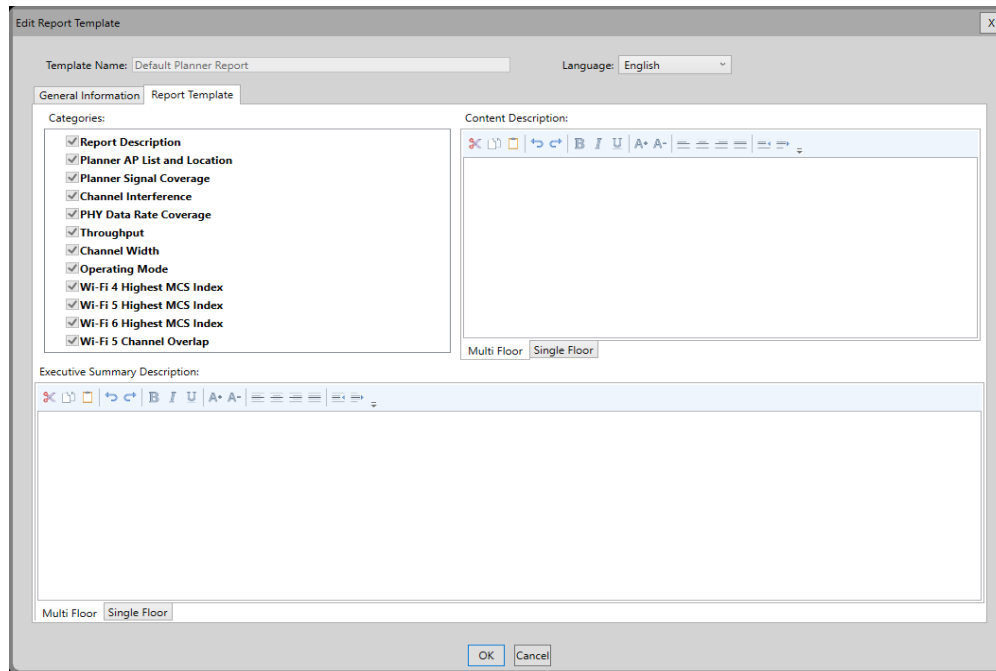 Edit Report Template
X
Template Name: Default Planner Report
Language: English
General Information
Report Template
Categories:
Report Description
Planner AP List and Location
Planner Signal Coverage
Channel Interference
PHY Data Rate Coverage
Throughput
Channel Width
Operating Mode
Wi-Fi 4 Highest MCS Index
Wi-Fi 5 Highest MCS Index
Wi-Fi 6 Highest MCS Index
Wi-Fi 5 Channel Overlap
Content Description:
B I U A+ A-
Multi Floor
Single Floor
Executive Summary Description:
B I U A+ A-
Multi Floor
Single Floor
OK
Cancel